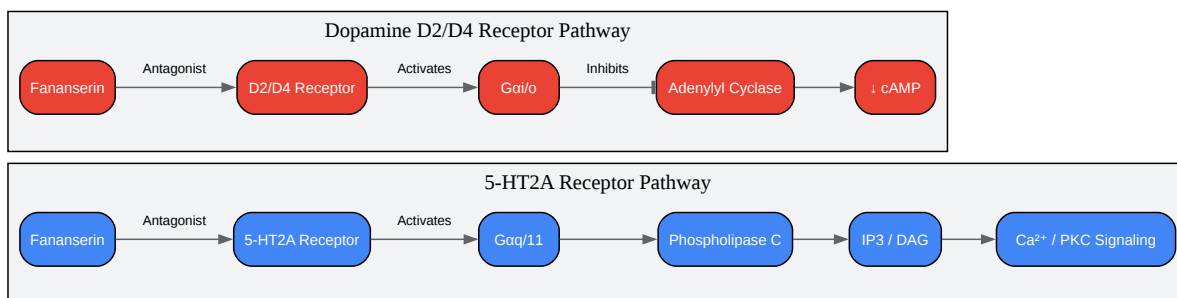 Dopamine D2/D4 Receptor Pathway
Antagonist Activates Inhibits
Fananserin D2/D4 Receptor Gαi/o Adenylyl Cyclase ↓ cAMP
5-HT2A Receptor Pathway
Antagonist Activates
Fananserin 5-HT2A Receptor Gαq/11 Phospholipase C IP3 / DAG Ca²⁺ / PKC Signaling